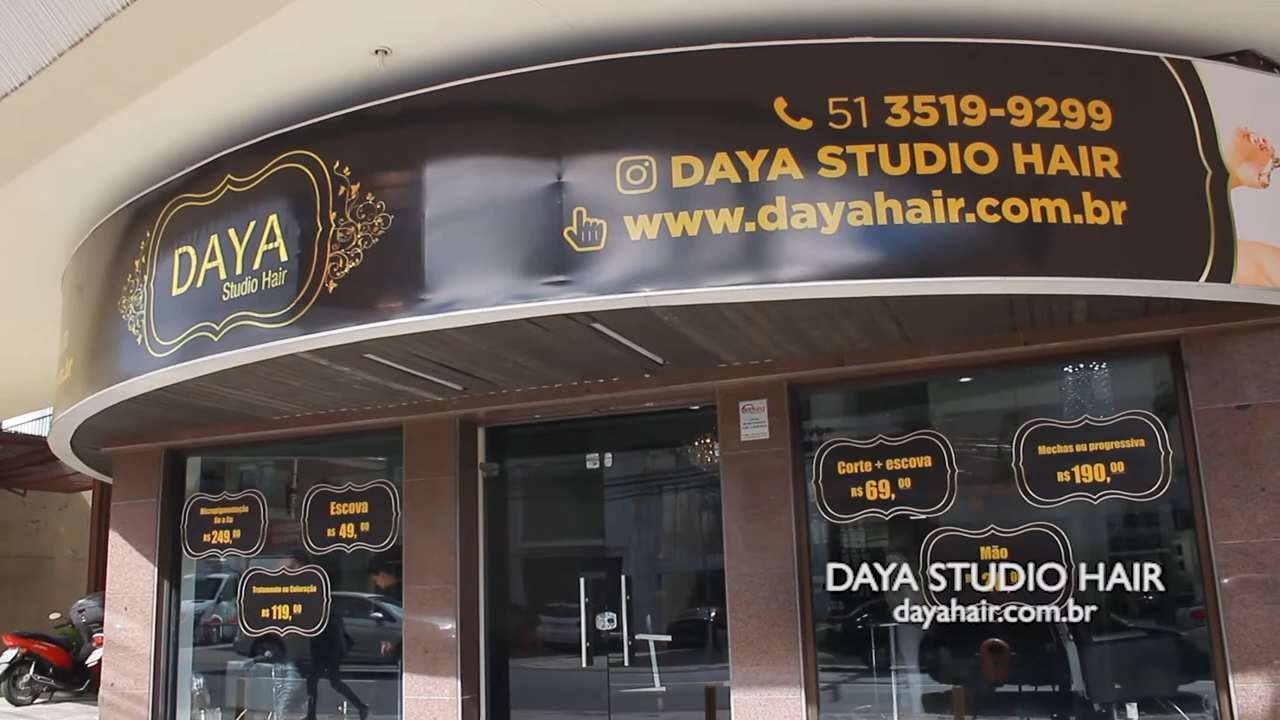 51 3519-9299
DAYA STUDIO HAIR
www.dayahair.com.br
DAYA
Studio Hair
Micropigmentação
fio a fio
R$ 249,00
Escova
R$ 49,00
Tratamento ou Coloração
R$ 119,00
Corte + escova
R$ 69,00
Mechas ou progressiva
R$ 190,00
Mão
DAYA STUDIO HAIR
dayahair.com.br